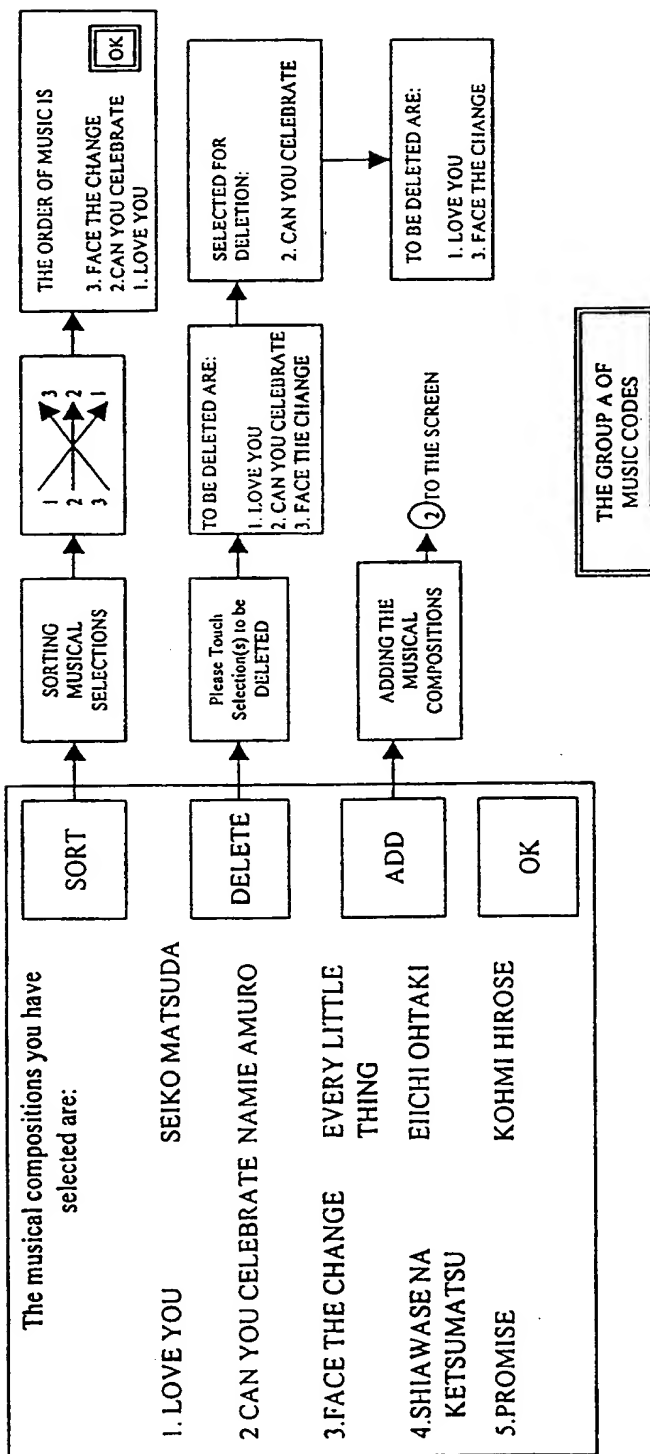 The musical compositions you have
selected are:
1. LOVE YOU SEIKO MATSUDA
2 CAN YOU CELEBRATE NAMIE AMURO
3.FACE THE CHANGE EVERY LITTLE
THING
4.SHIAWASE NA EIICHI OHTAKI
KETSUMATSU
5.PROMISE KOHMI HIROSE
SORT
DELETE
ADD
OK
SORTING
MUSICAL
SELECTIONS
1 3
2 2
3 1
THE ORDER OF MUSIC IS
3. FACE THE CHANGE
2.CAN YOU CELEBRATE
1. LOVE YOU
OK
Please Touch
Selection(s) to be
DELETED
TO BE DELETED ARE:
1. LOVE YOU
2. CAN YOU CELEBRATE
3. FACE THE CHANGE
SELECTED FOR
DELETION:
2. CAN YOU CELEBRATE
TO BE DELETED ARE:
1. LOVE YOU
3. FACE THE CHANGE
ADDING THE
MUSICAL
COMPOSITIONS
2 TO THE SCREEN
THE GROUP A OF
MUSIC CODES